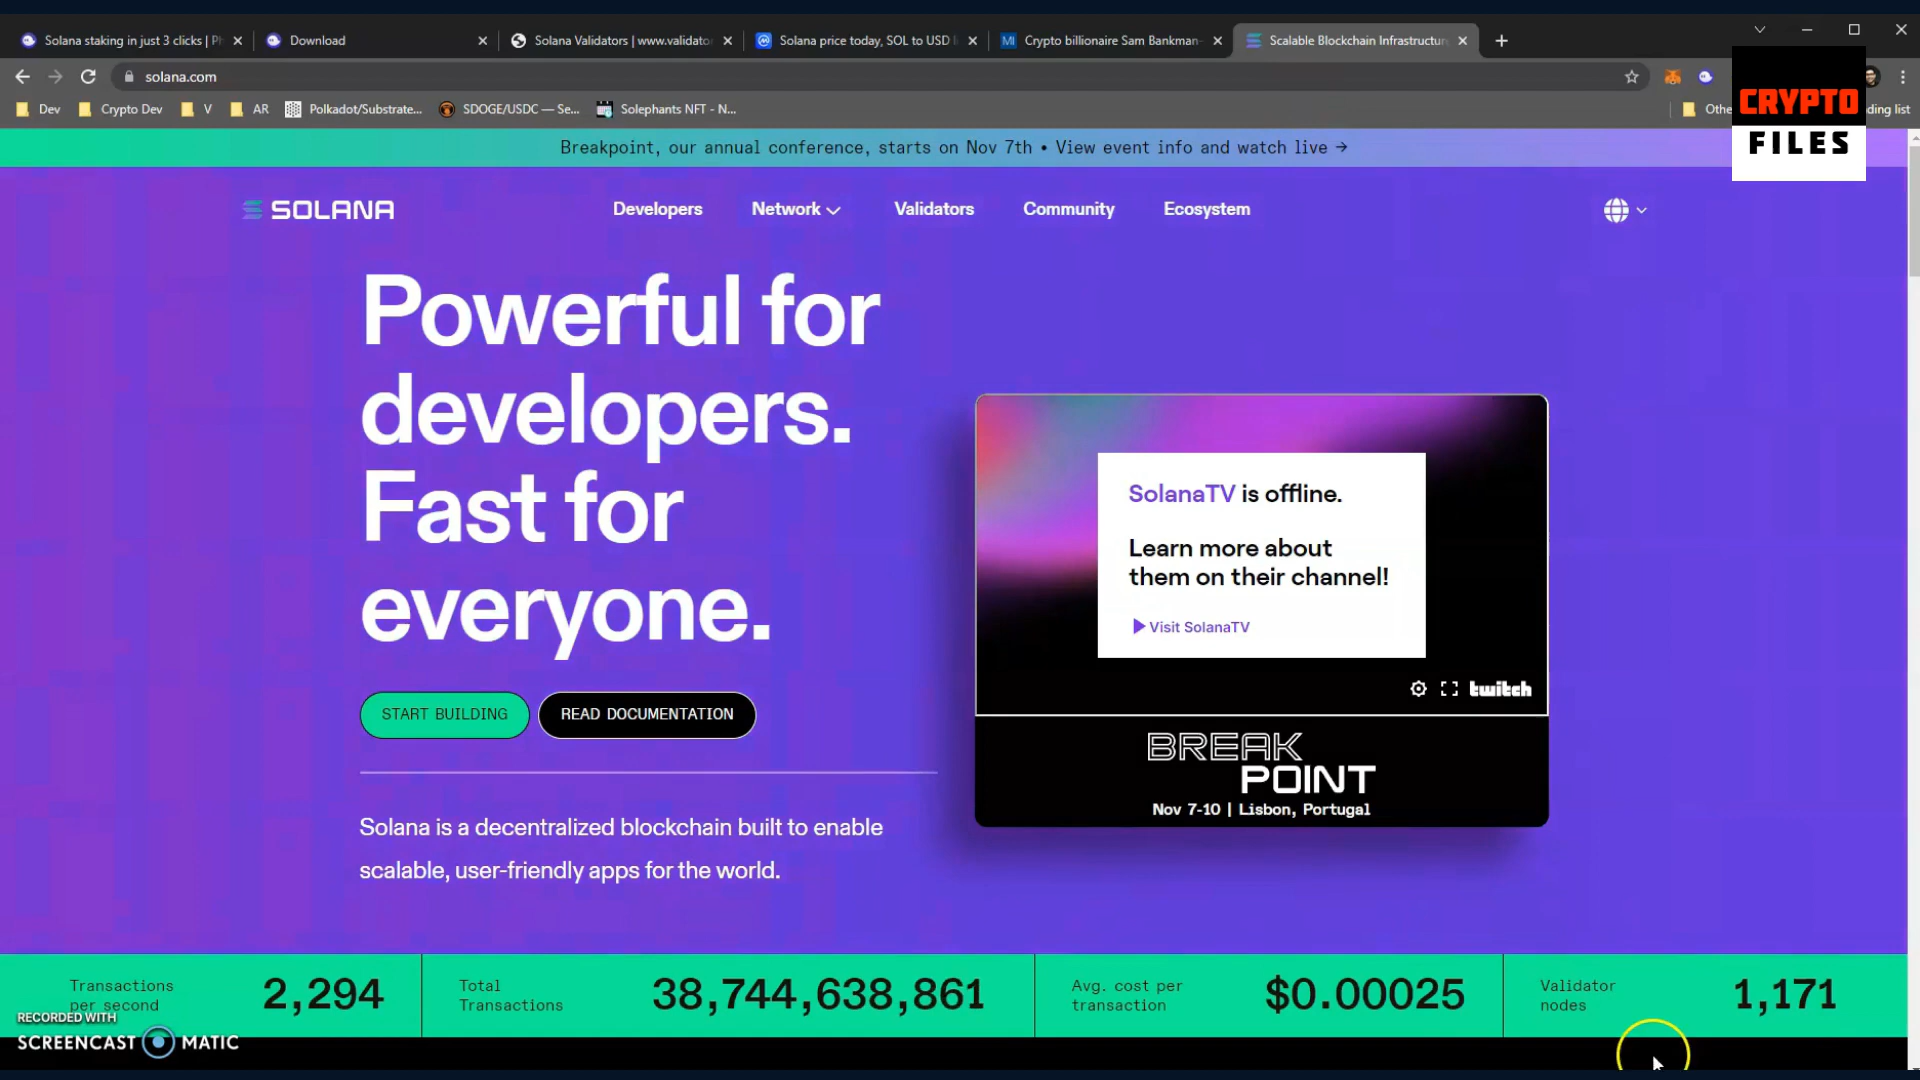 Solana staking in just 3 clicks | Ph
Download
Solana Validators | www.validator
Solana price today, SOL to USD l
MI
Crypto billionaire Sam Bankman-
Scalable Blockchain Infrastructur
solana.com
Dev
Crypto Dev
V
AR
Polkadot/Substrate...
SDOGE/USDC — Se...
Solephants NFT - N...
Othe
ding list
CRYPTO
FILES
Breakpoint, our annual conference, starts on Nov 7th • View event info and watch live →
SOLANA
Developers
Network
Validators
Community
Ecosystem
Powerful for
developers.
Fast for
everyone.
START BUILDING
READ DOCUMENTATION
Solana is a decentralized blockchain built to enable
scalable, user-friendly apps for the world.
SolanaTV is offline.
Learn more about
them on their channel!
Visit SolanaTV
twitch
BREAK
POINT
Nov 7-10 | Lisbon, Portugal
Transactions
per second
2,294
Total
Transactions
38,744,638,861
Avg. cost per
transaction
$0.00025
Validator
nodes
1,171
RECORDED WITH
SCREENCAST MATIC